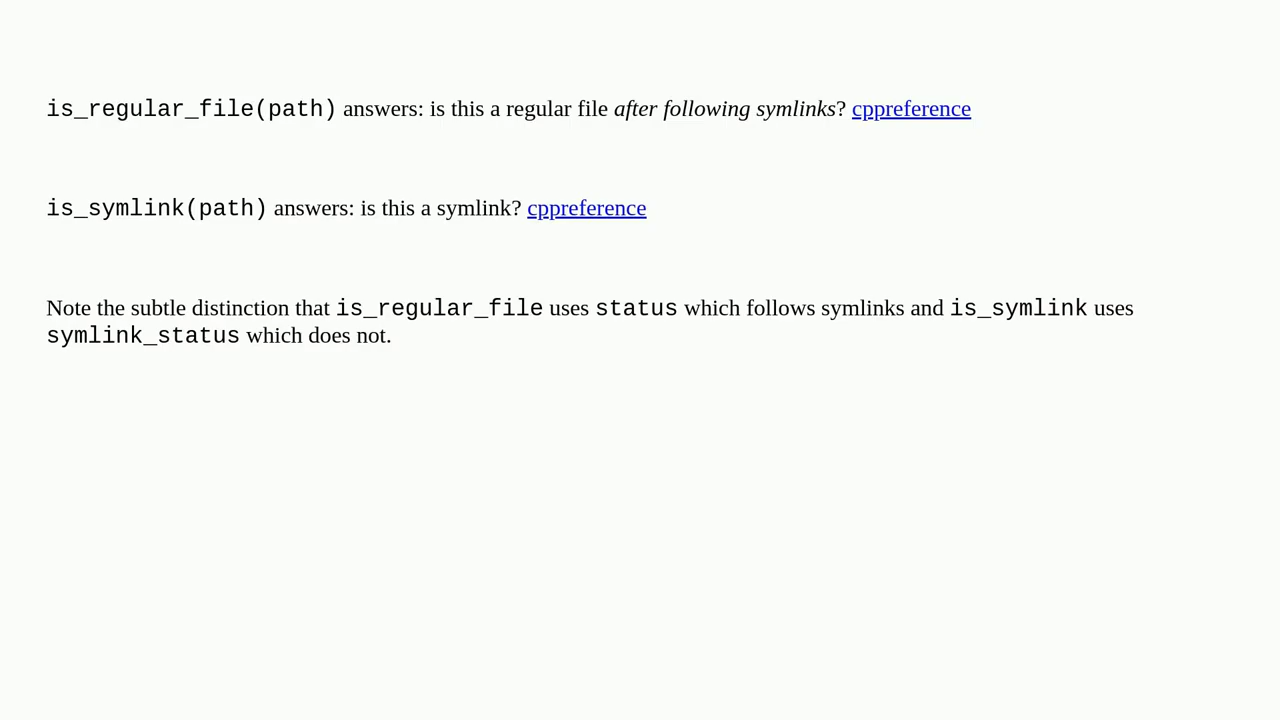 is_regular_file(path) answers: is this a regular file after following symlinks? cppreference
is_symlink(path) answers: is this a symlink? cppreference
Note the subtle distinction that is_regular_file uses status which follows symlinks and is_symlink uses
symlink_status which does not.